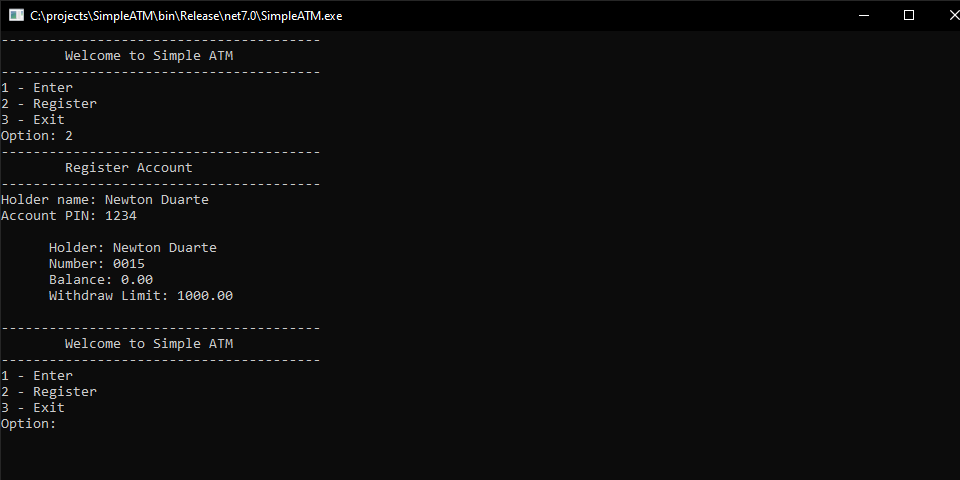 C:\projects\SimpleATM\bin\Release\net7.0\SimpleATM.exe
----------------------------------------
Welcome to Simple ATM
----------------------------------------
1 - Enter
2 - Register
3 - Exit
Option: 2
----------------------------------------
Register Account
----------------------------------------
Holder name: Newton Duarte
Account PIN: 1234
Holder: Newton Duarte
Number: 0015
Balance: 0.00
Withdraw Limit: 1000.00
----------------------------------------
Welcome to Simple ATM
----------------------------------------
1 - Enter
2 - Register
3 - Exit
Option: